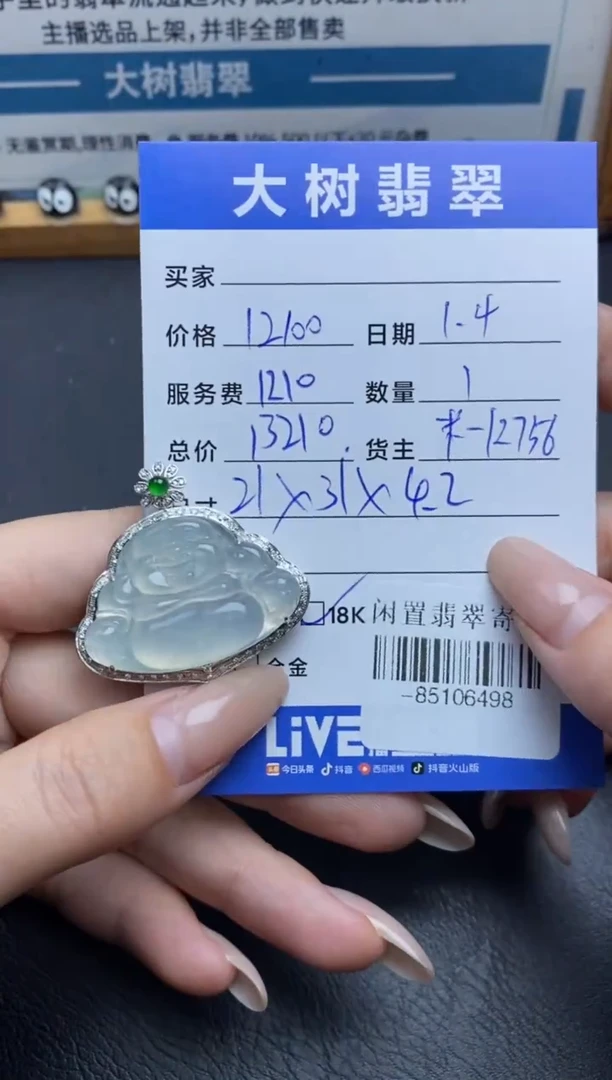 主播选品上架,并非全部售卖
大树翡翠
大树翡翠
买家
价格 12100 日期 1.4
服务费 1210 数量 1
总价 13210. 货主 -12756
21X31X4.2
18K 闲置翡翠寄
合金
-85106498
LiVE
头条 今日头条 抖音 西瓜视频 抖音火山版